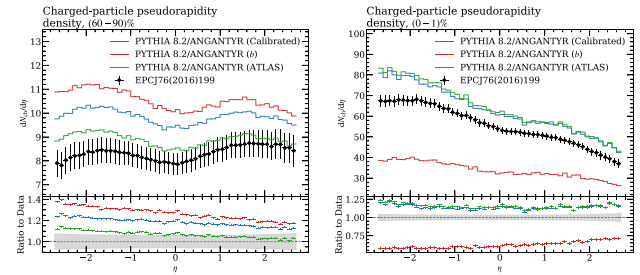 Charged-particle pseudorapidity
density, (60−90)%
PYTHIA 8.2/ANGANTYR (Calibrated)
PYTHIA 8.2/ANGANTYR (b)
PYTHIA 8.2/ANGANTYR (ATLAS)
EPCJ76(2016)199
dNch/dη
13
12
11
10
9
8
7
Ratio to Data
1.4
1.2
1.0
−2
−1
0
1
2
η
Charged-particle pseudorapidity
density, (0−1)%
PYTHIA 8.2/ANGANTYR (Calibrated)
PYTHIA 8.2/ANGANTYR (b)
PYTHIA 8.2/ANGANTYR (ATLAS)
EPCJ76(2016)199
dNch/dη
100
90
80
70
60
50
40
30
Ratio to Data
1.25
1.00
0.75
−2
−1
0
1
2
η